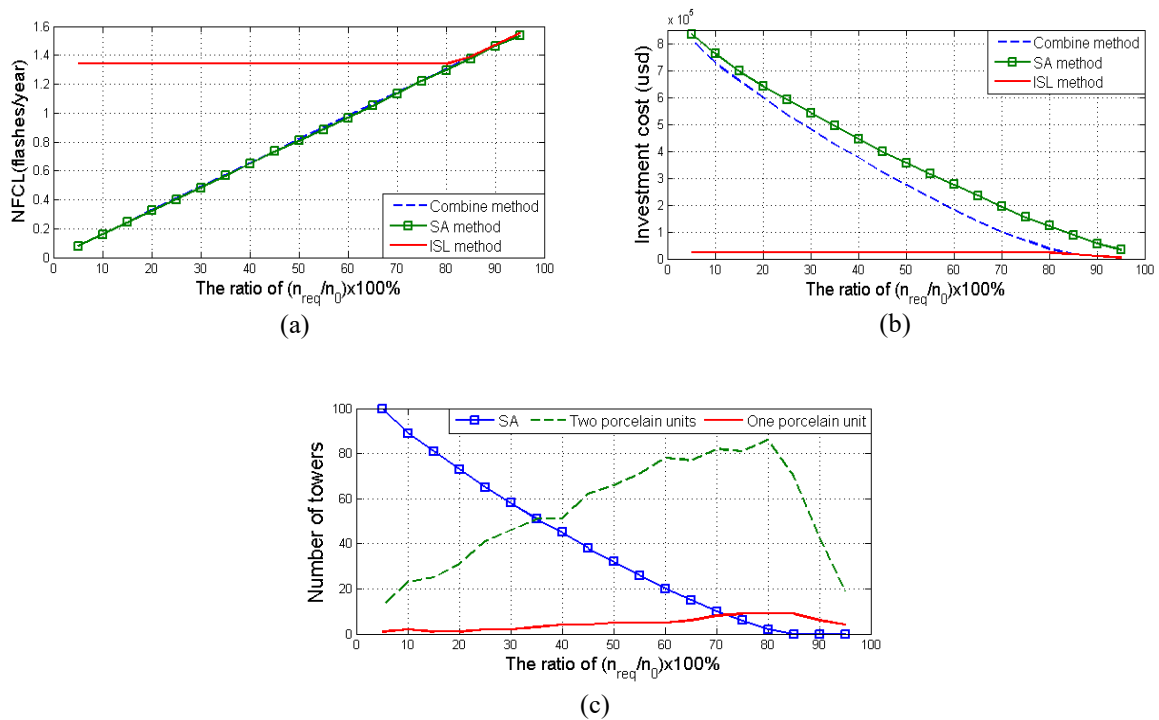 NFCL(flashes/year)
1.6
1.4
1.2
1
0.8
0.6
0.4
0.2
0
0 10 20 30 40 50 60 70 80 90 100
Combine method
SA method
ISL method
The ratio of (n_req/n_0)x100%
(a)
x 10^5
Investment cost (usd)
8
7
6
5
4
3
2
1
0
0 10 20 30 40 50 60 70 80 90 100
Combine method
SA method
ISL method
The ratio of (n_req/n_0)x100%
(b)
Number of towers
100
80
60
40
20
0
0 10 20 30 40 50 60 70 80 90 100
SA Two porcelain units One porcelain unit
The ratio of (n_req/n_0)x100%
(c)